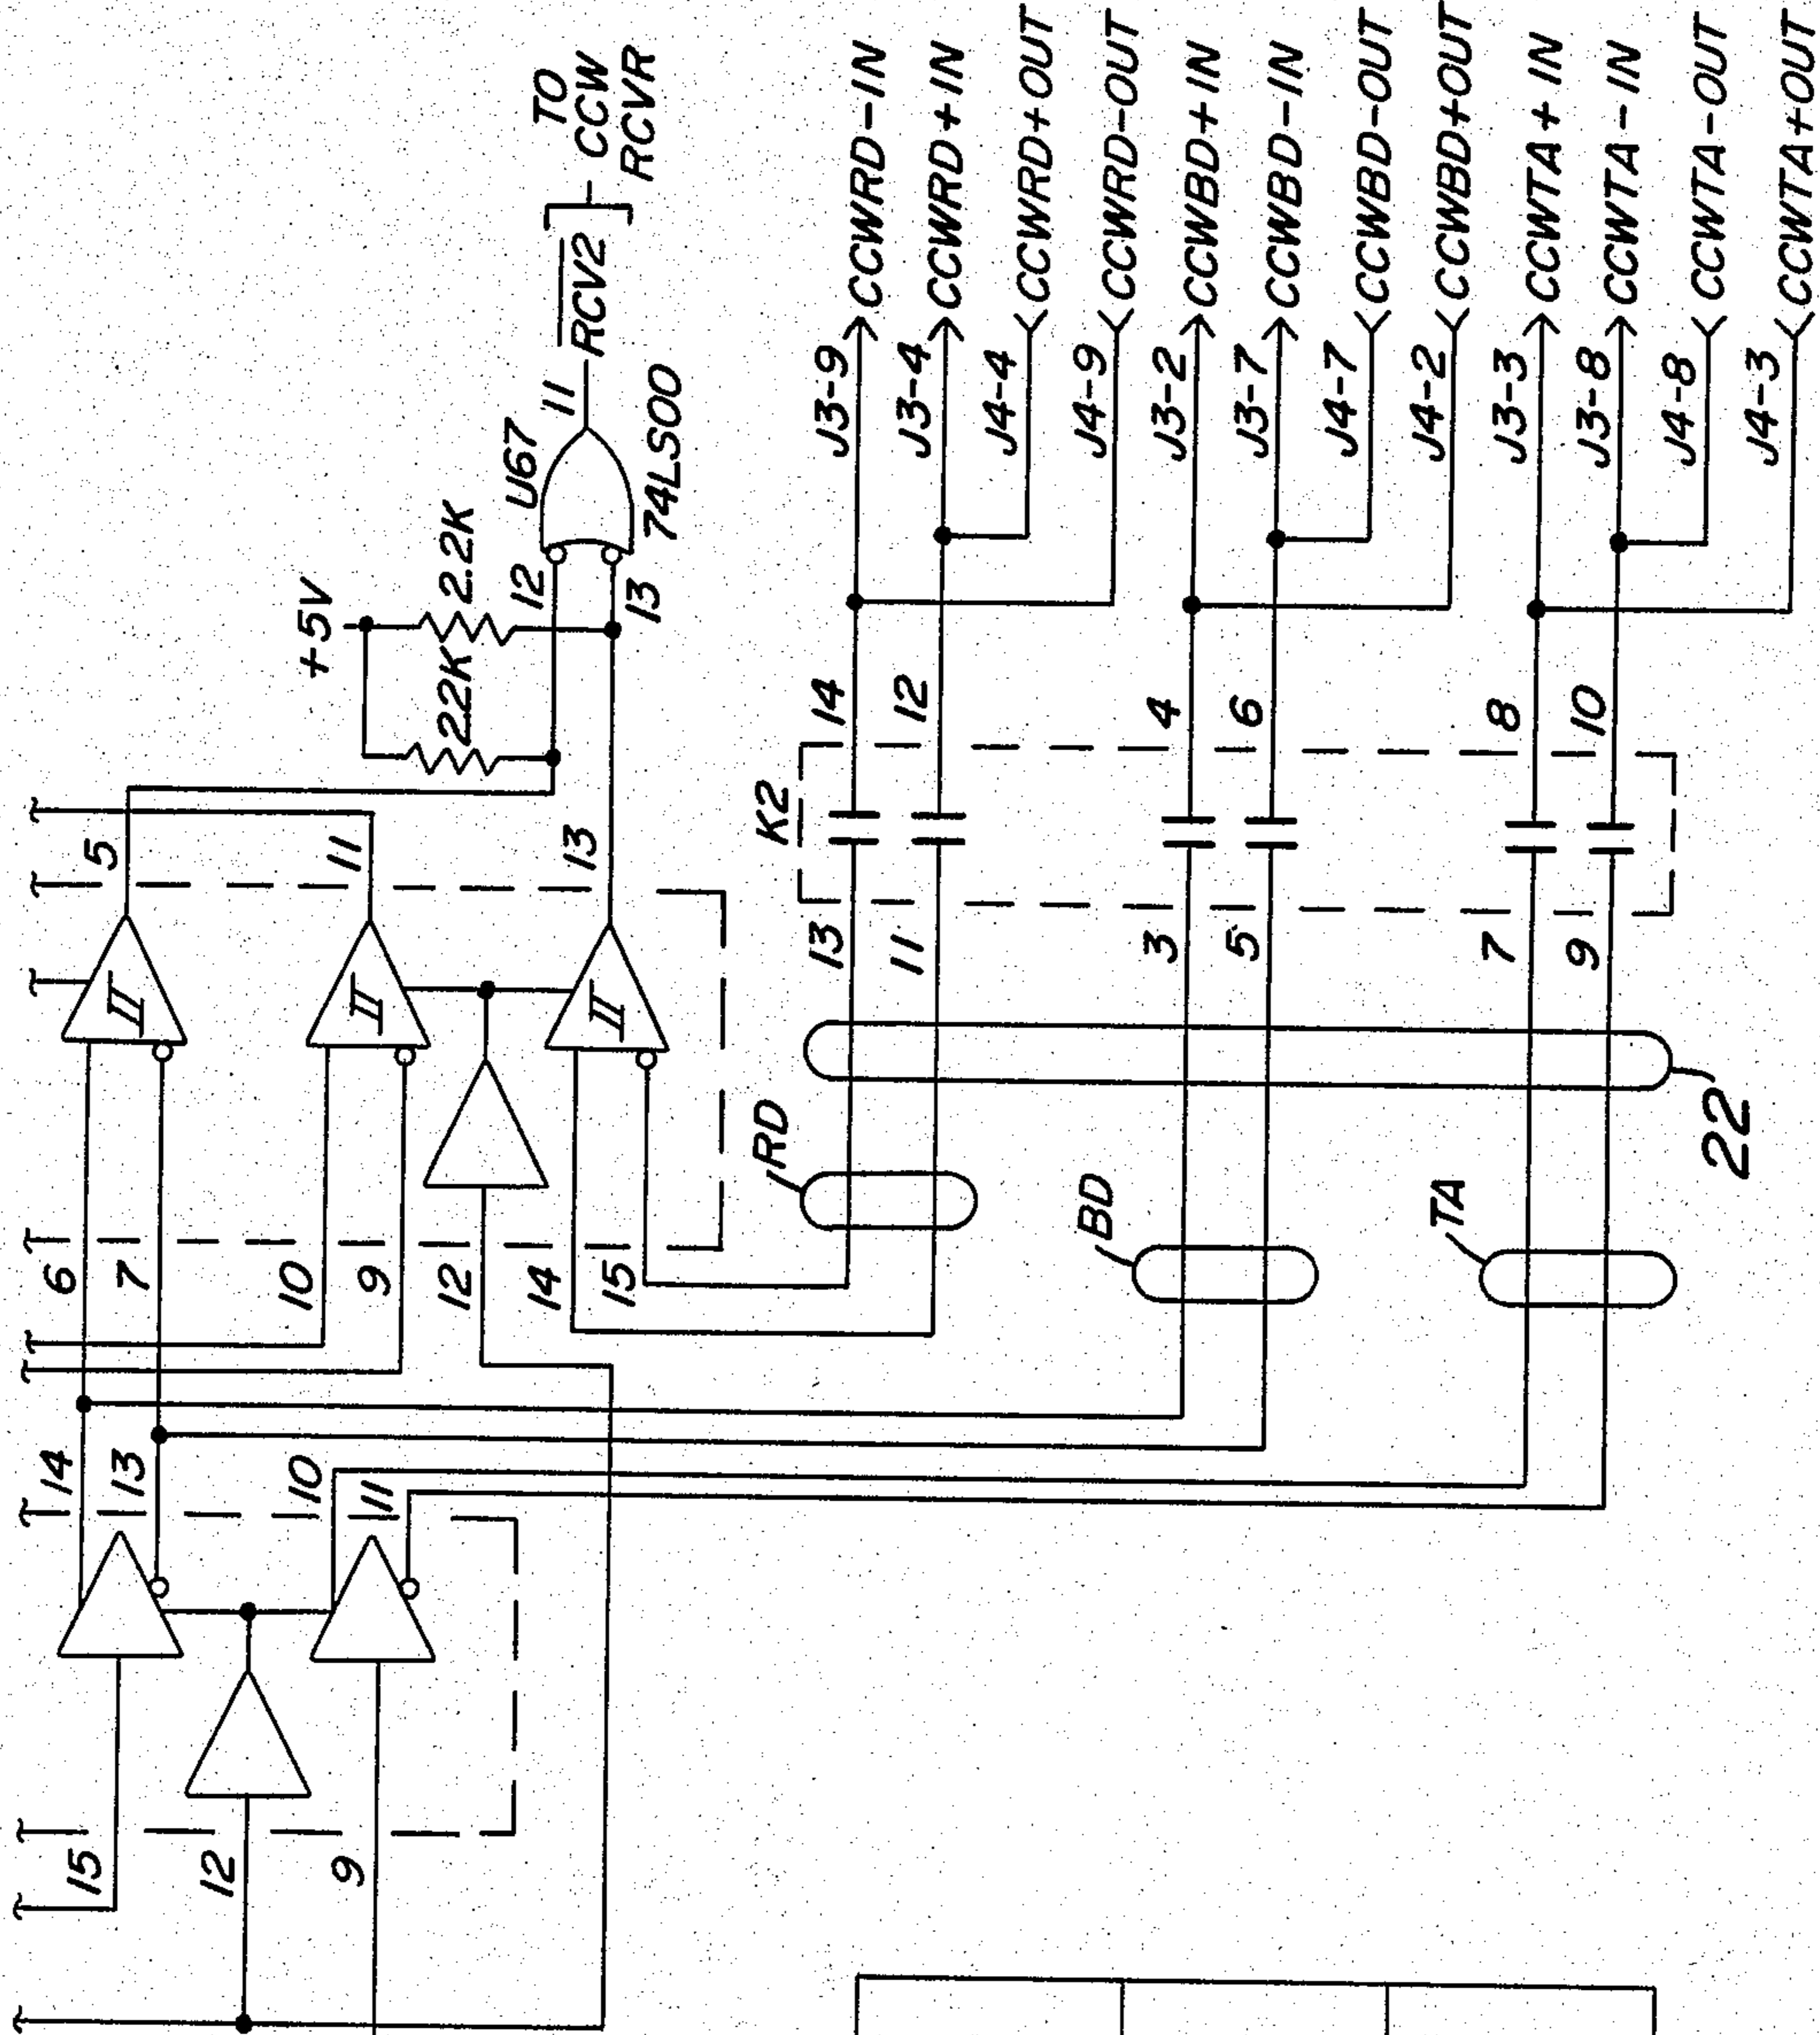 15
12
9
14
13
10
11
6
7
10
9
12
14
15
II
II
II
5
11
13
+5V
22K
2.2K
12
13
U67
74LS00
11
RCV2
TO
CCW
RCVR
RD
BD
TA
22
K2
13
11
3
5
7
9
14
12
4
6
8
10
J3-9 CCWRD-IN
J3-4 CCWRD+IN
J4-4 CCWRD+OUT
J4-9 CCWRD-OUT
J3-2 CCWBD+IN
J3-7 CCWBD-IN
J4-7 CCWBD-OUT
J4-2 CCWBD+OUT
J3-3 CCWTA+IN
J3-8 CCWTA-IN
J4-8 CCWTA-OUT
J4-3 CCWTA+OUT